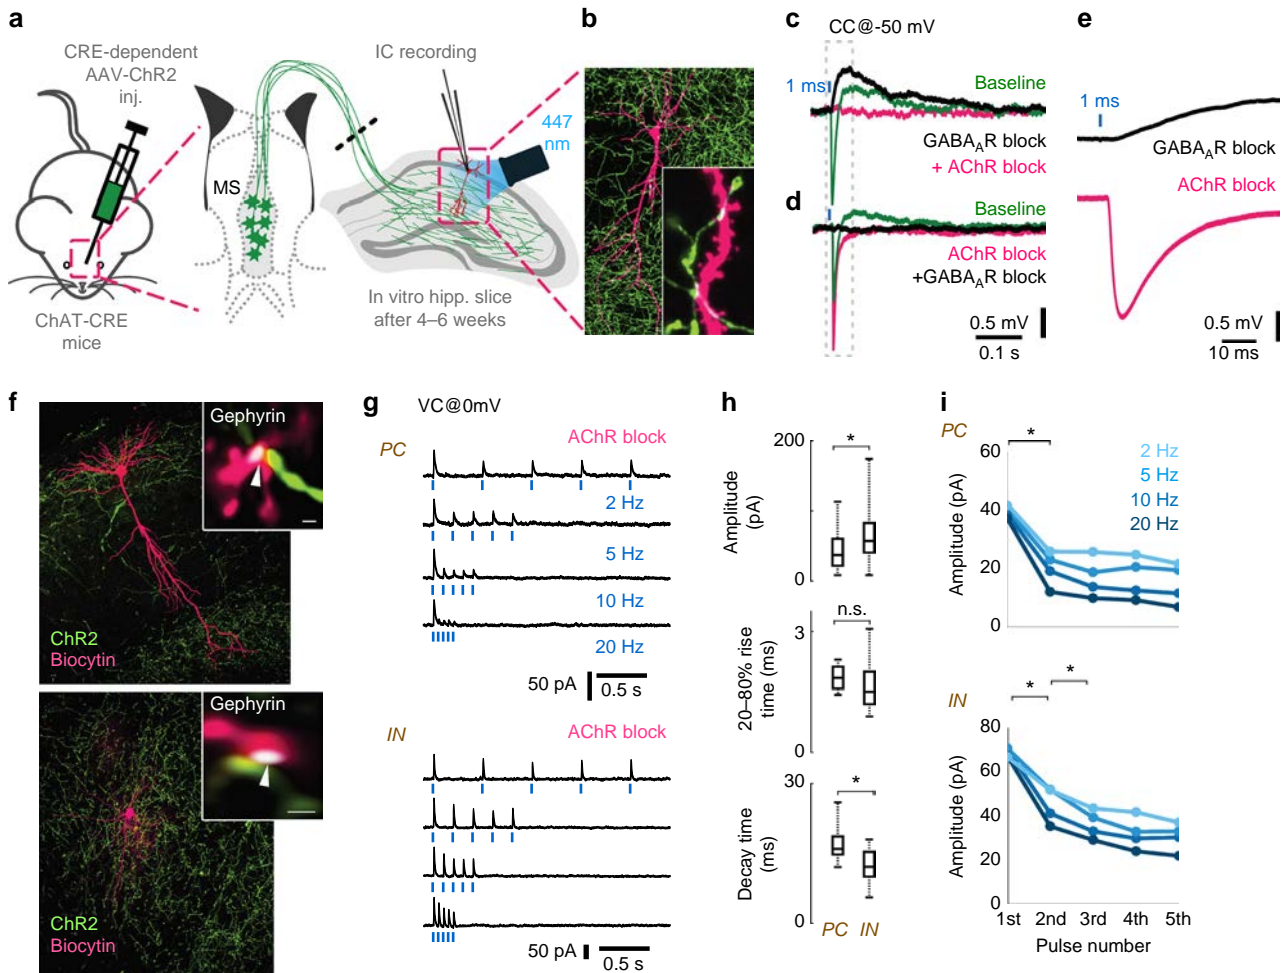 a
CRE-dependent
AAV-ChR2
inj.
ChAT-CRE
mice
MS
IC recording
447
nm
In vitro hipp. slice
after 4–6 weeks
b
c
CC@-50 mV
1 ms
Baseline
GABA_AR block
+ AChR block
d
Baseline
AChR block
+GABA_AR block
0.5 mV
0.1 s
e
1 ms
GABA_AR block
AChR block
0.5 mV
10 ms
f
Gephyrin
ChR2
Biocytin
Gephyrin
ChR2
Biocytin
g
VC@0mV
PC
AChR block
2 Hz
5 Hz
10 Hz
20 Hz
50 pA
0.5 s
IN
AChR block
50 pA
0.5 s
h
200
*
Amplitude
(pA)
0
n.s.
3
20–80% rise
time (ms)
0
30
*
Decay time
(ms)
0
PC
IN
i
PC
*
60
2 Hz
5 Hz
10 Hz
20 Hz
40
20
0
Amplitude (pA)
IN
*
*
80
60
40
20
0
Amplitude (pA)
1st
2nd
3rd
4th
5th
Pulse number